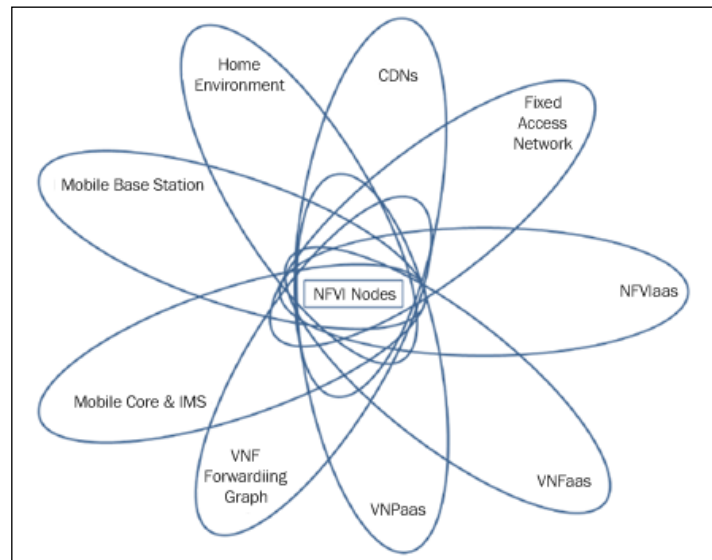 Home
Environment
CDNs
Fixed
Access
Network
Mobile Base Station
NFVI Nodes
NFVIaas
Mobile Core & IMS
VNF
Forwardiing
Graph
VNPaas
VNFaas